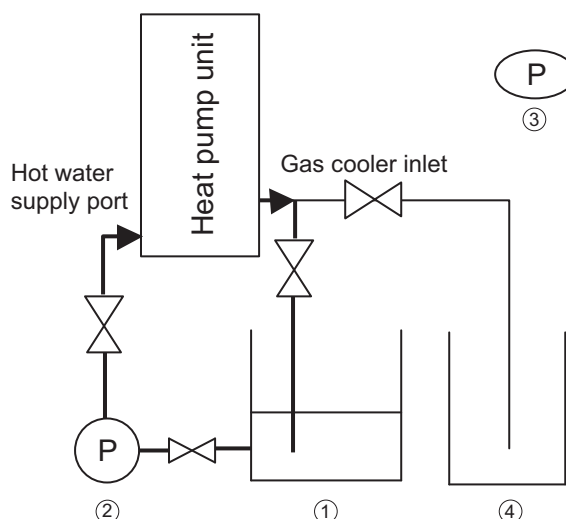 Heat pump unit
P
③
Hot water
supply port
Gas cooler inlet
P
②
①
④